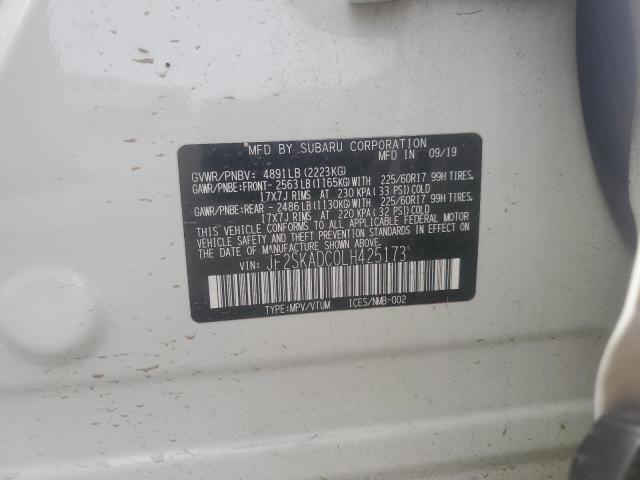 MFD BY SUBARU CORPORATION
MFD IN 09/19
GVWR/PNBV: 4891LB(2223KG)
GAWR/PNBE:FRONT- 2563LB(1165KG)WITH 225/60R17 99H TIRES
17X7J RIMS AT 230 KPA(33 PSI)COLD
GAWR/PNBE:REAR - 2486LB(1130KG)WITH 225/60R17 99H TIRES
17X7J RIMS AT 220 KPA(32 PSI)COLD
THIS VEHICLE CONFORMS TO ALL APPLICABLE FEDERAL MOTOR
VEHICLE SAFETY AND THEFT PREVENTION STANDARDS IN EFFECT ON
THE DATE OF MANUFACTURE SHOWN ABOVE.
VIN: JF2SKADC0LH425173
TYPE:MPV/VTUM ICES/NMB-002